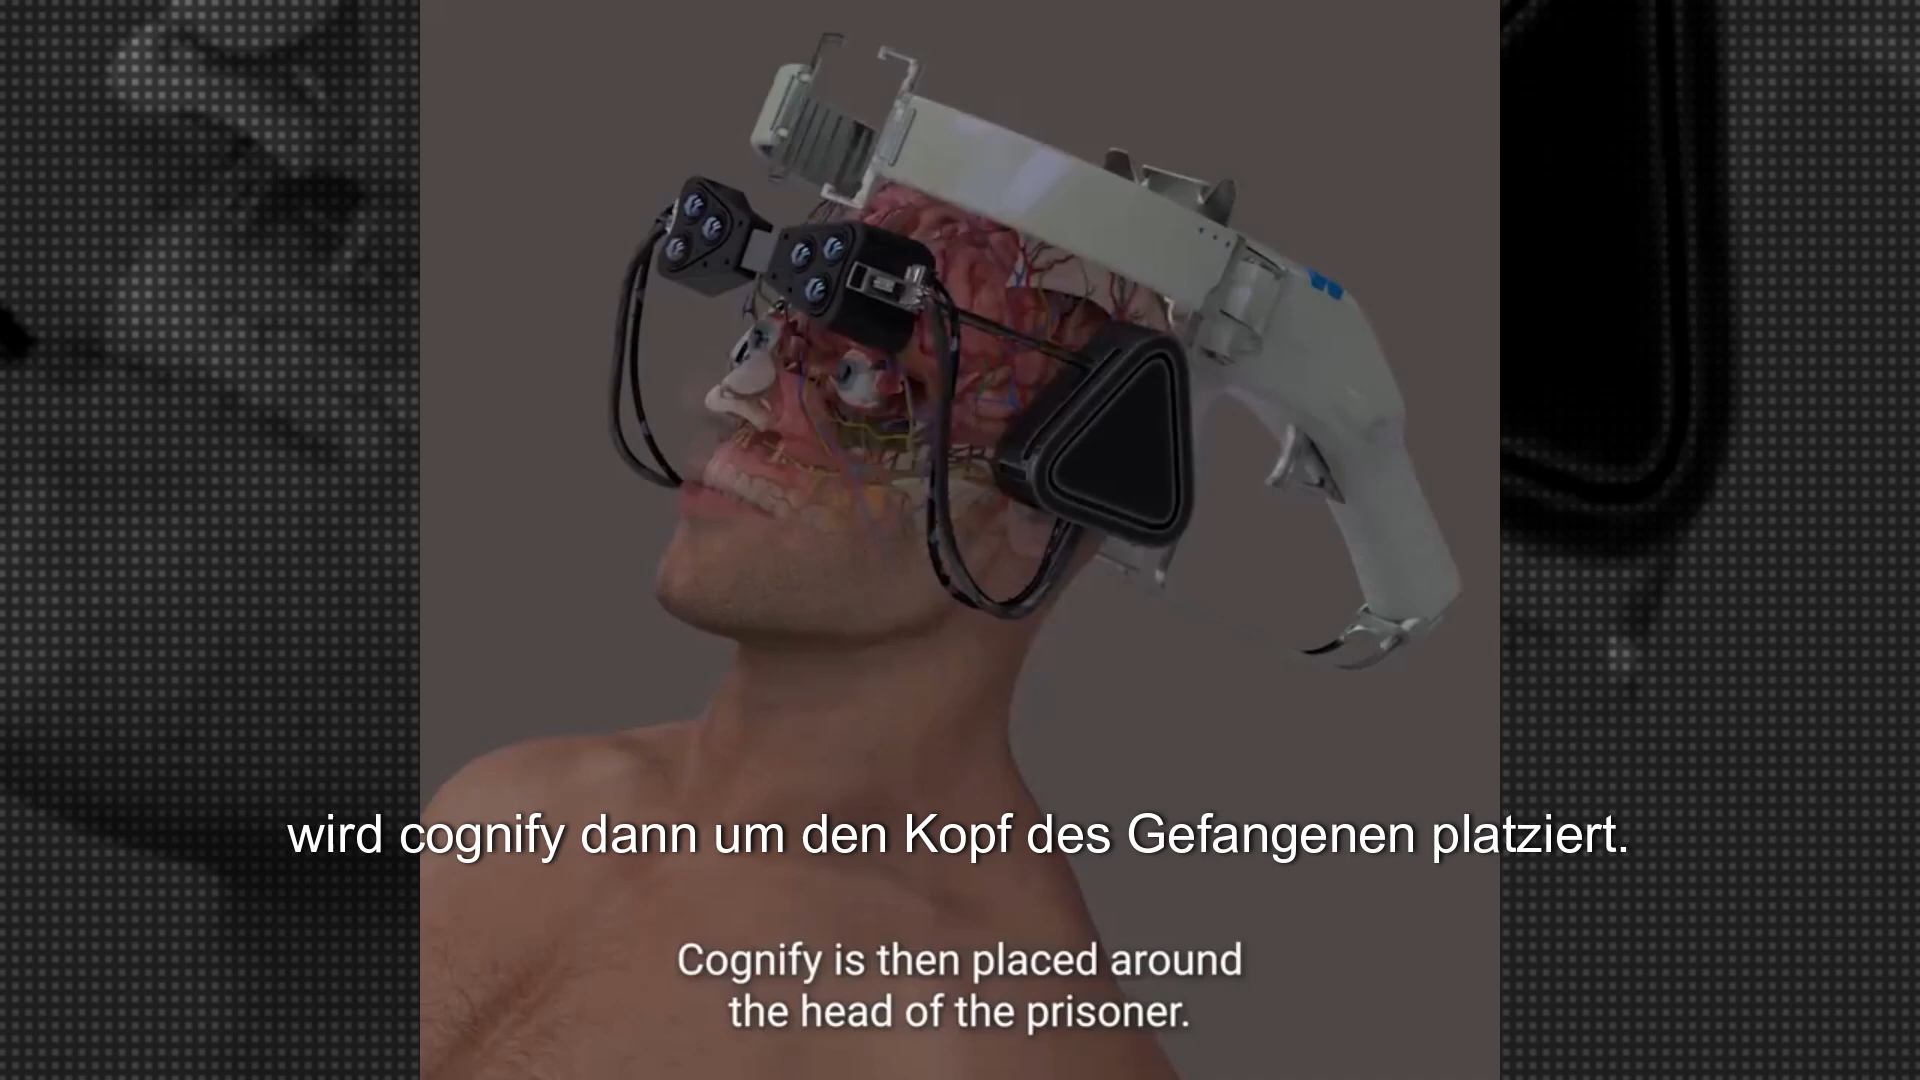 wird cognify dann um den Kopf des Gefangenen platziert.
Cognify is then placed around
the head of the prisoner.